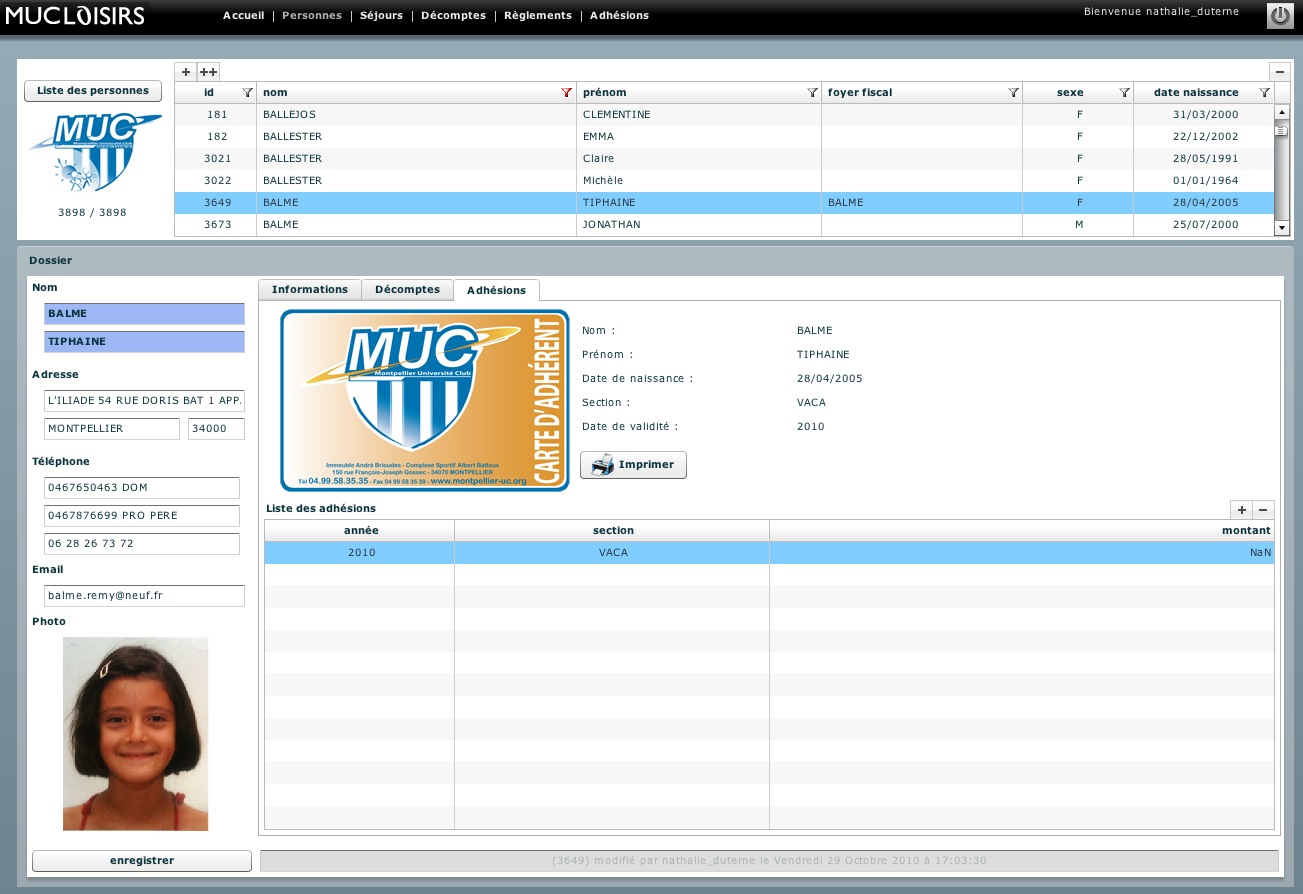 MUCLOISIRS
Accueil | Personnes | Séjours | Décomptes | Règlements | Adhésions
Bienvenue nathalie_duterne
Liste des personnes
MUC
Montpellier Université Club
VACANCES
3898 / 3898
+ ++ −
id nom prénom foyer fiscal sexe date naissance
181 BALLEJOS CLEMENTINE F 31/03/2000
182 BALLESTER EMMA F 22/12/2002
3021 BALLESTER Claire F 28/05/1991
3022 BALLESTER Michèle F 01/01/1964
3649 BALME TIPHAINE BALME F 28/04/2005
3673 BALME JONATHAN M 25/07/2000
Dossier
Nom
BALME
TIPHAINE
Adresse
L'ILIADE 54 RUE DORIS BAT 1 APP.
MONTPELLIER 34000
Téléphone
0467650463 DOM
0467876699 PRO PERE
06 28 26 73 72
Email
balme.remy@neuf.fr
Photo
enregistrer
Informations Décomptes Adhésions
MUC
Montpellier Université Club
CARTE D'ADHÉRENT
Immeuble André Brioudes - Complexe Sportif Albert Batteux
150 rue François-Joseph Gossec - 34070 MONTPELLIER
Tél 04.99.58.35.35 - Fax 04 99 58 35 39 - www.montpellier-uc.org
Nom : BALME
Prénom : TIPHAINE
Date de naissance : 28/04/2005
Section : VACA
Date de validité : 2010
Imprimer
Liste des adhésions
+ −
année section montant
2010 VACA NaN
(3649) modifié par nathalie_duterne le Vendredi 29 Octobre 2010 à 17:03:30